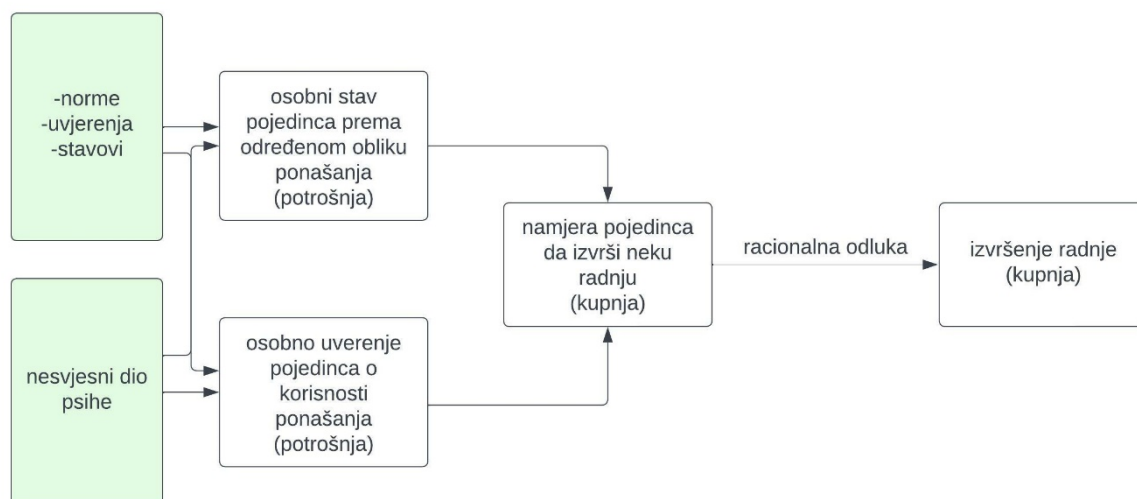 -norme
-uvjerenja
-stavovi
osobni stav
pojedinca prema
određenom obliku
ponašanja
(potrošnja)
namjera pojedinca
da izvrši neku
radnju
(kupnja)
racionalna odluka
izvršenje radnje
(kupnja)
nesvjesni dio
psihe
osobno uverenje
pojedinca o
korisnosti
ponašanja
(potrošnja)